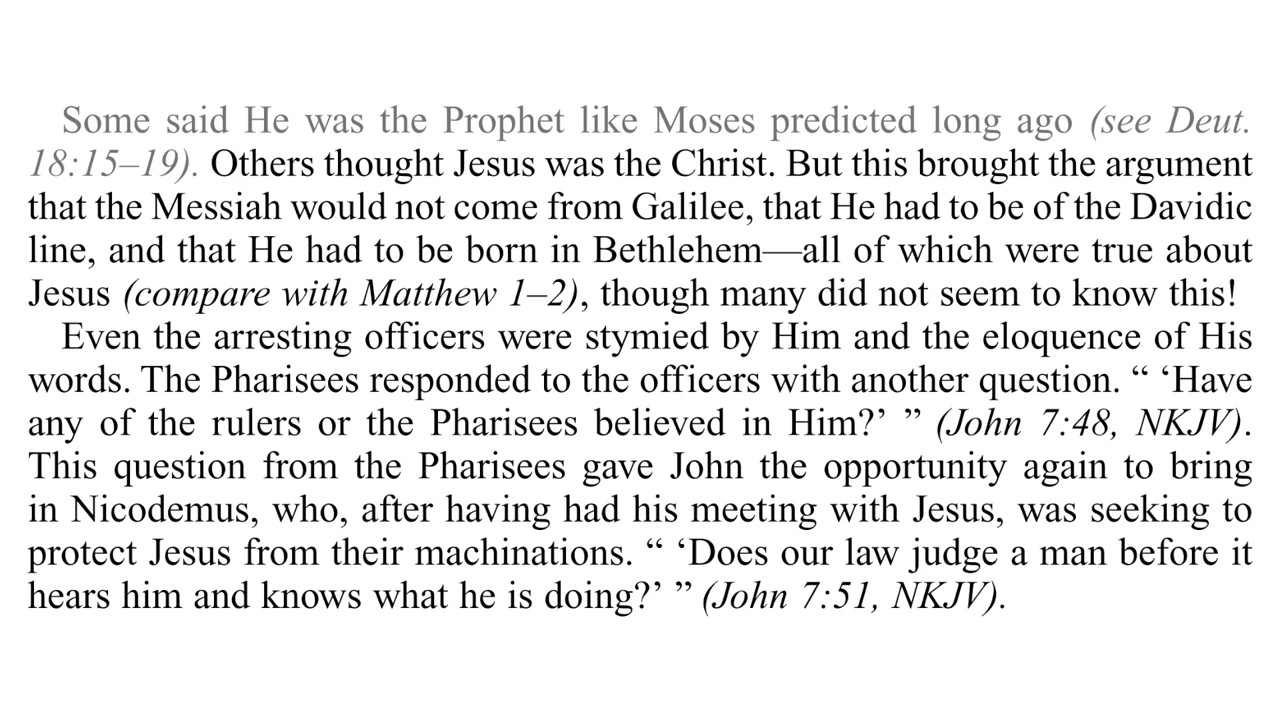 Some said He was the Prophet like Moses predicted long ago (see Deut.
18:15–19). Others thought Jesus was the Christ. But this brought the argument
that the Messiah would not come from Galilee, that He had to be of the Davidic
line, and that He had to be born in Bethlehem—all of which were true about
Jesus (compare with Matthew 1–2), though many did not seem to know this!
Even the arresting officers were stymied by Him and the eloquence of His
words. The Pharisees responded to the officers with another question. “ ‘Have
any of the rulers or the Pharisees believed in Him?’ ” (John 7:48, NKJV).
This question from the Pharisees gave John the opportunity again to bring
in Nicodemus, who, after having had his meeting with Jesus, was seeking to
protect Jesus from their machinations. “ ‘Does our law judge a man before it
hears him and knows what he is doing?’ ” (John 7:51, NKJV).